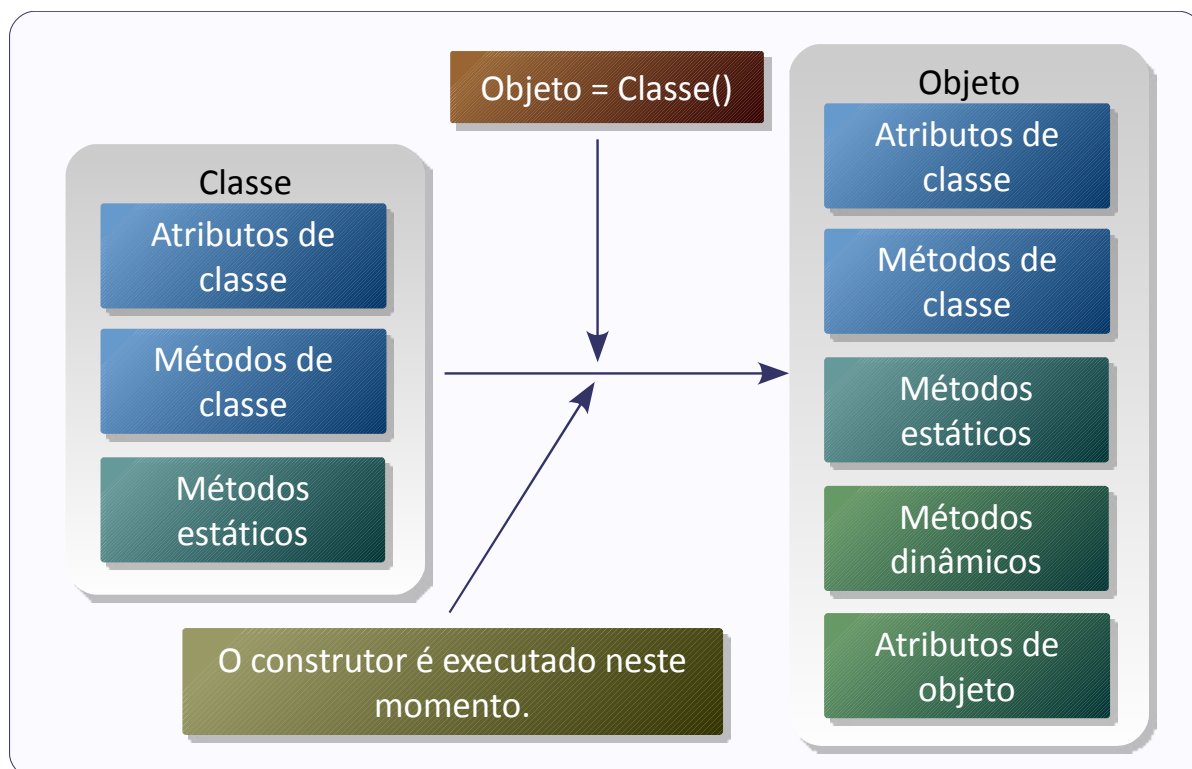 Objeto = Classe()
Classe
Atributos de
classe
Métodos de
classe
Métodos
estáticos
O construtor é executado neste
momento.
Objeto
Atributos de
classe
Métodos de
classe
Métodos
estáticos
Métodos
dinâmicos
Atributos de
objeto